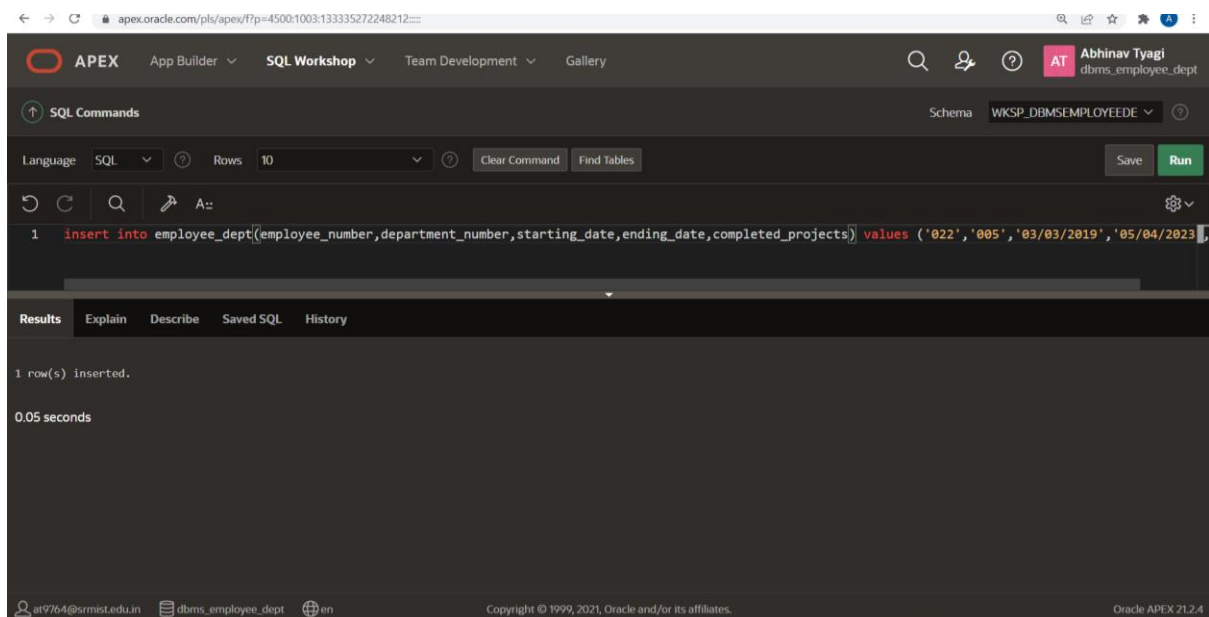 apex.oracle.com/pls/apex/f?p=4500:1003:133335272248212:::::
A
APEX App Builder SQL Workshop Team Development Gallery AT Abhinav Tyagi
dbms_employee_dept
SQL Commands Schema WKSP_DBMSEMPLOYEEDE
Language SQL Rows 10 Clear Command Find Tables Save Run
A::
1 insert into employee_dept(employee_number,department_number,starting_date,ending_date,completed_projects) values ('022','005','03/03/2019','05/04/2023 ,
Results Explain Describe Saved SQL History
1 row(s) inserted.
0.05 seconds
at9764@srmist.edu.in dbms_employee_dept en Copyright © 1999, 2021, Oracle and/or its affiliates. Oracle APEX 21.2.4